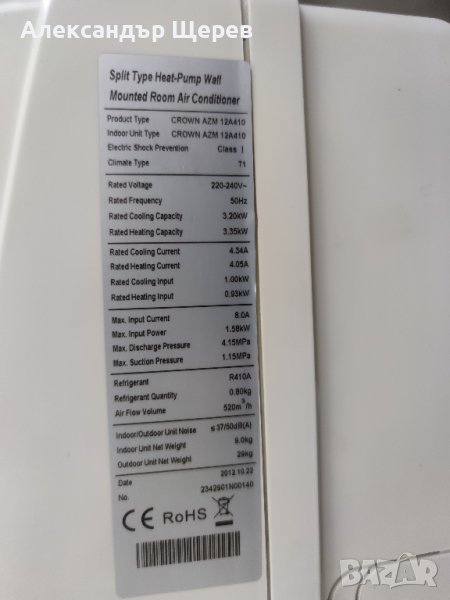 Александър Щерев
Split Type Heat-Pump Wall
Mounted Room Air Conditioner
Product Type CROWN AZM 12A410
Indoor Unit Type CROWN AZM 12A410
Electric Shock Prevention Class I
Climate Type T1
Rated Voltage 220-240V~
Rated Frequency 50Hz
Rated Cooling Capacity 3.20kW
Rated Heating Capacity 3.35kW
Rated Cooling Current 4.34A
Rated Heating Current 4.05A
Rated Cooling Input 1.00kW
Rated Heating Input 0.93kW
Max. Input Current 8.0A
Max. Input Power 1.58kW
Max. Discharge Pressure 4.15MPa
Max. Suction Pressure 1.15MPa
Refrigerant R410A
Refrigerant Quantity 0.80kg
Air Flow Volume 520m³/h
Indoor/Outdoor Unit Noise ≤37/50dB(A)
Indoor Unit Net Weight 9.0kg
Outdoor Unit Net Weight 29kg
Date 2012.10.22
No. 2342901N00140
CE RoHS
BAZAR